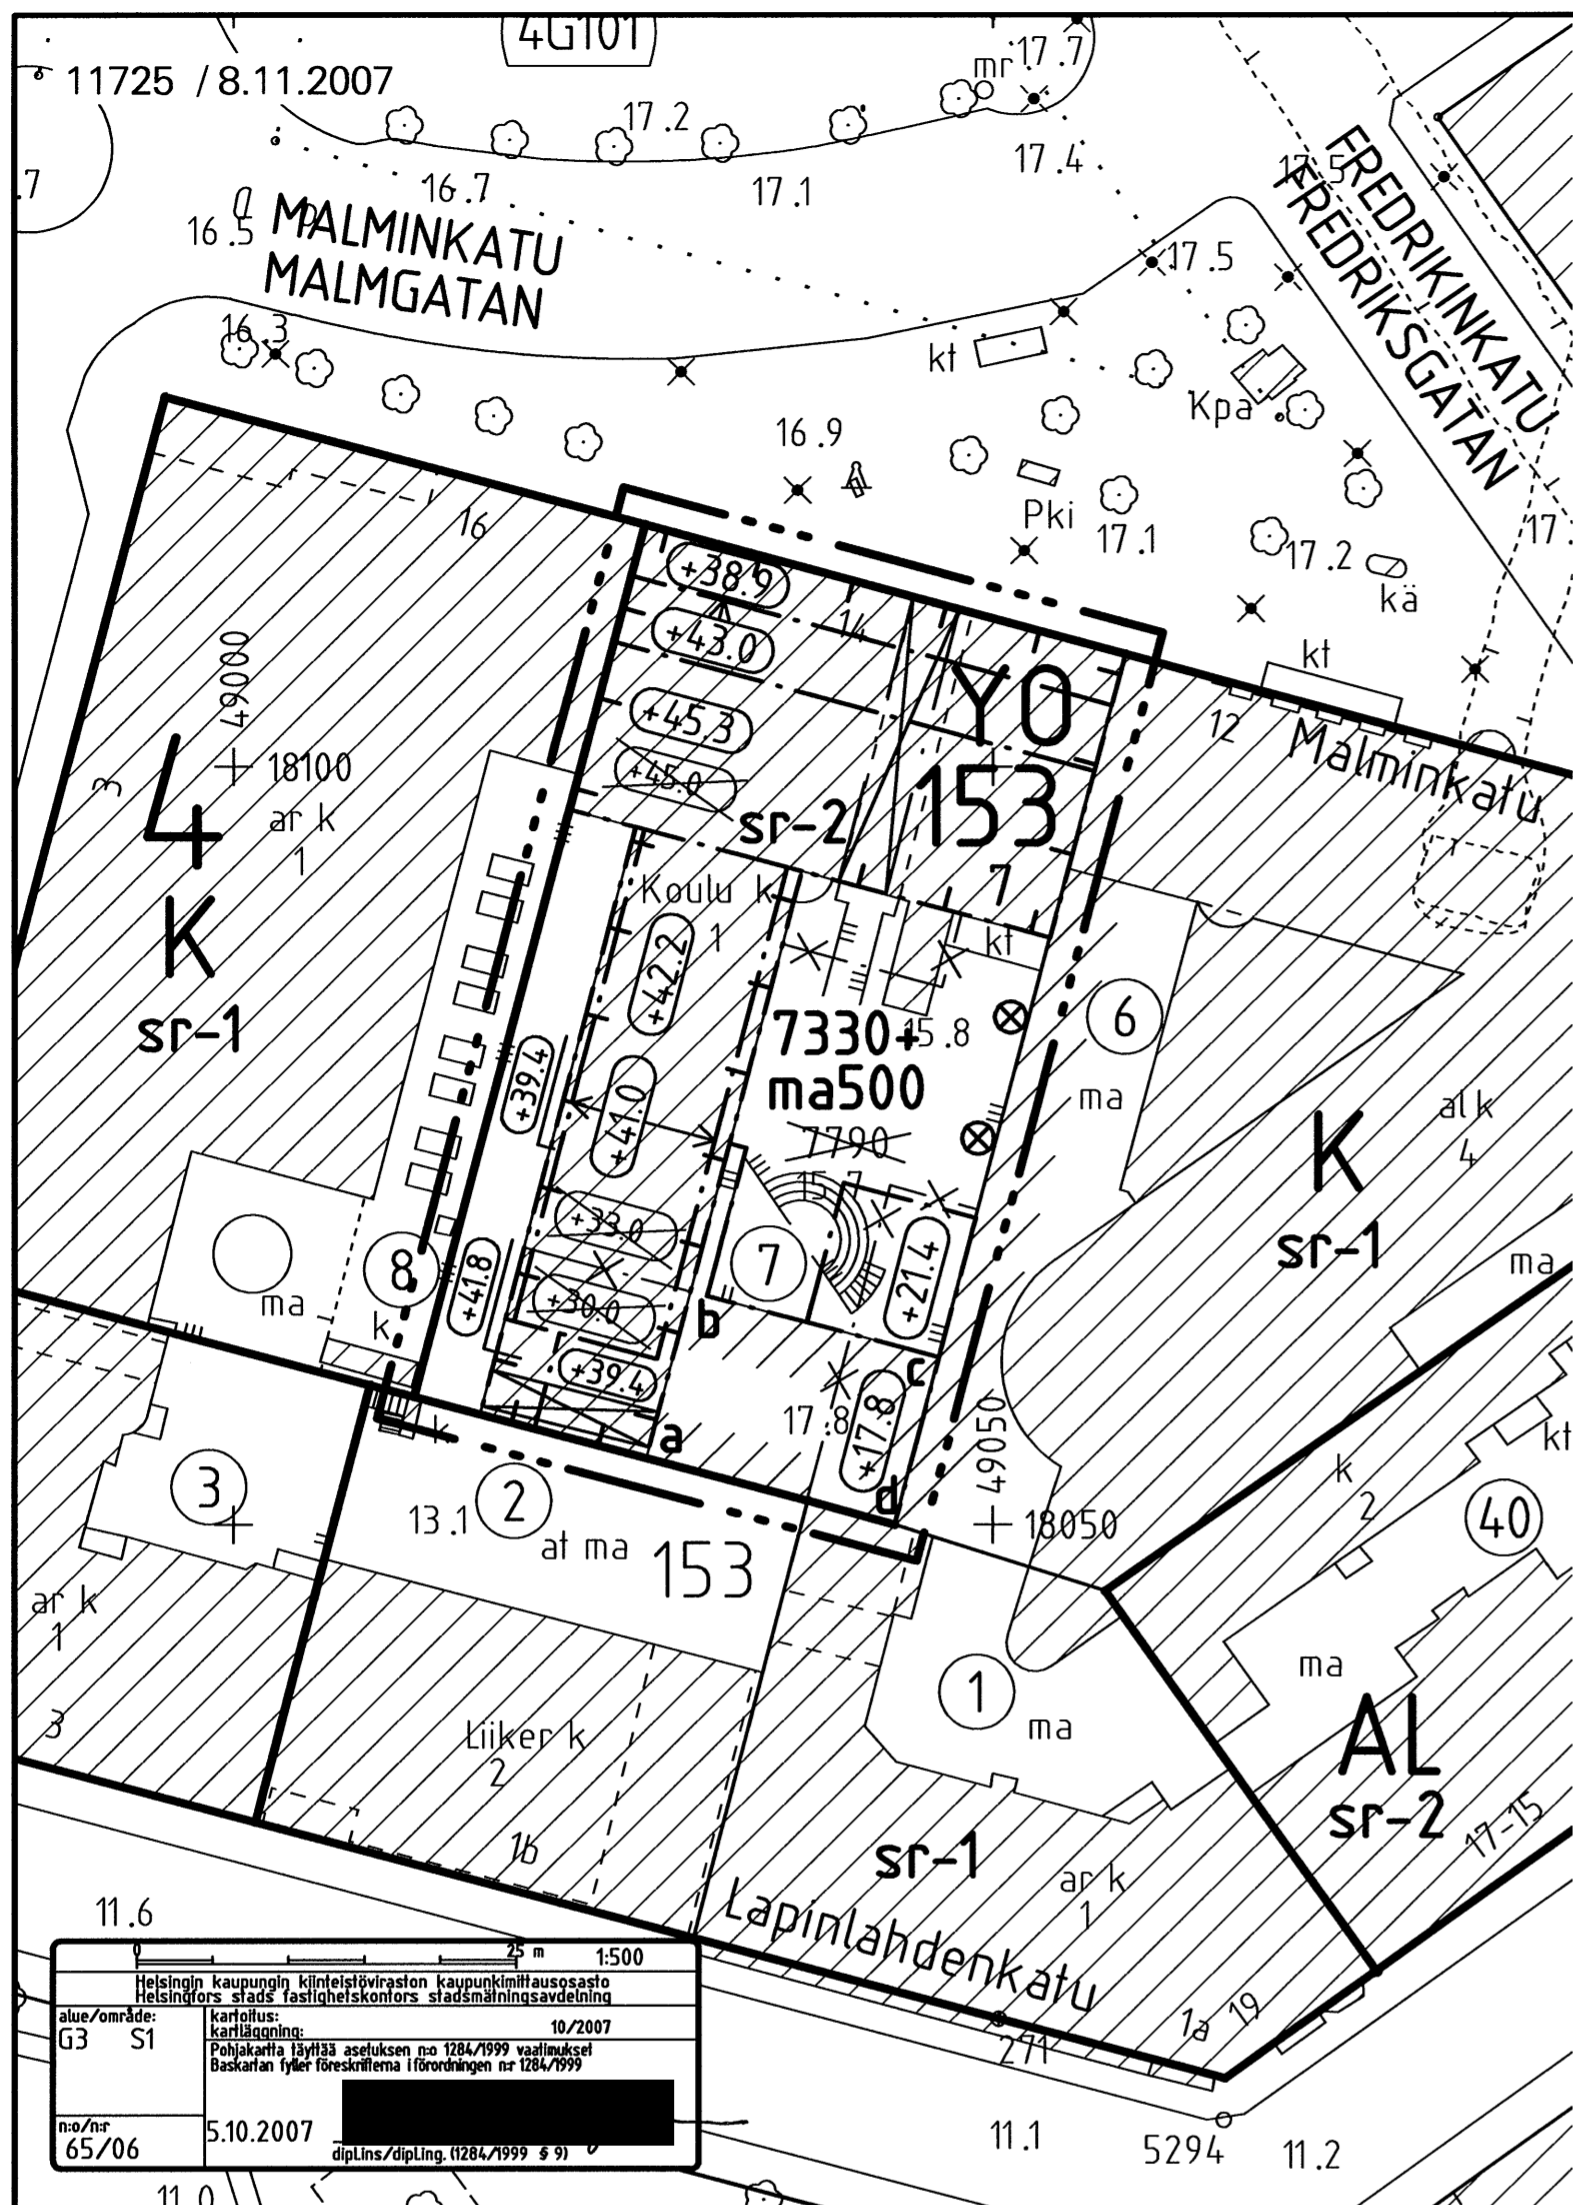 4G101
11725 / 8.11.2007
mr
17.7
17.2
17.4
17.5
.7
16.7
17.1
16.5
p
MALMINKATU
MALMGATAN
FREDRIKINKATU
FREDRIKSGATAN
17.5
16.3
kt
Kpa
16.9
16
Pki
17.1
17.2
17.
kä
+38.9
14
+43.0
kt
YO
12
Malminkatu
49000
+45.3
+45.0
3
4
18100
ar k
1
sr-2
153
7
K
sr-1
Koulu k
1
kt
+42.2
7330+
15.8
ma500
6
ma
+39.4
+41.0
7790
15.7
al k
4
K
sr-1
ma
+33.0
8
7
+21.4
+41.8
+30.0
ma
k
b
+39.4
c
17.8
+17.8
a
k
d
49050
k
2
kt
3
2
13.1
at ma
153
18050
40
ar k
1
3
ma
1
ma
Liiker k
2
AL
sr-2
17-15
1b
sr-1
ar k
1
Lapinlahdenkatu
11.6
1a
19
271
0 25 m 1:500
Helsingin kaupungin kiinteistöviraston kaupunkimittausosasto
Helsingfors stads fastighetskontors stadsmätningsavdelning
alue/område:
G3 S1
kartoitus:
kartläggning: 10/2007
Pohjakartta täyttää asetuksen n:o 1284/1999 vaatimukset
Baskartan fyller föreskrifterna i förordningen n:r 1284/1999
n:o/n:r
65/06
5.10.2007
dipl.ins/dipl.ing. (1284/1999 § 9)
11.1
5294
11.2
11.0